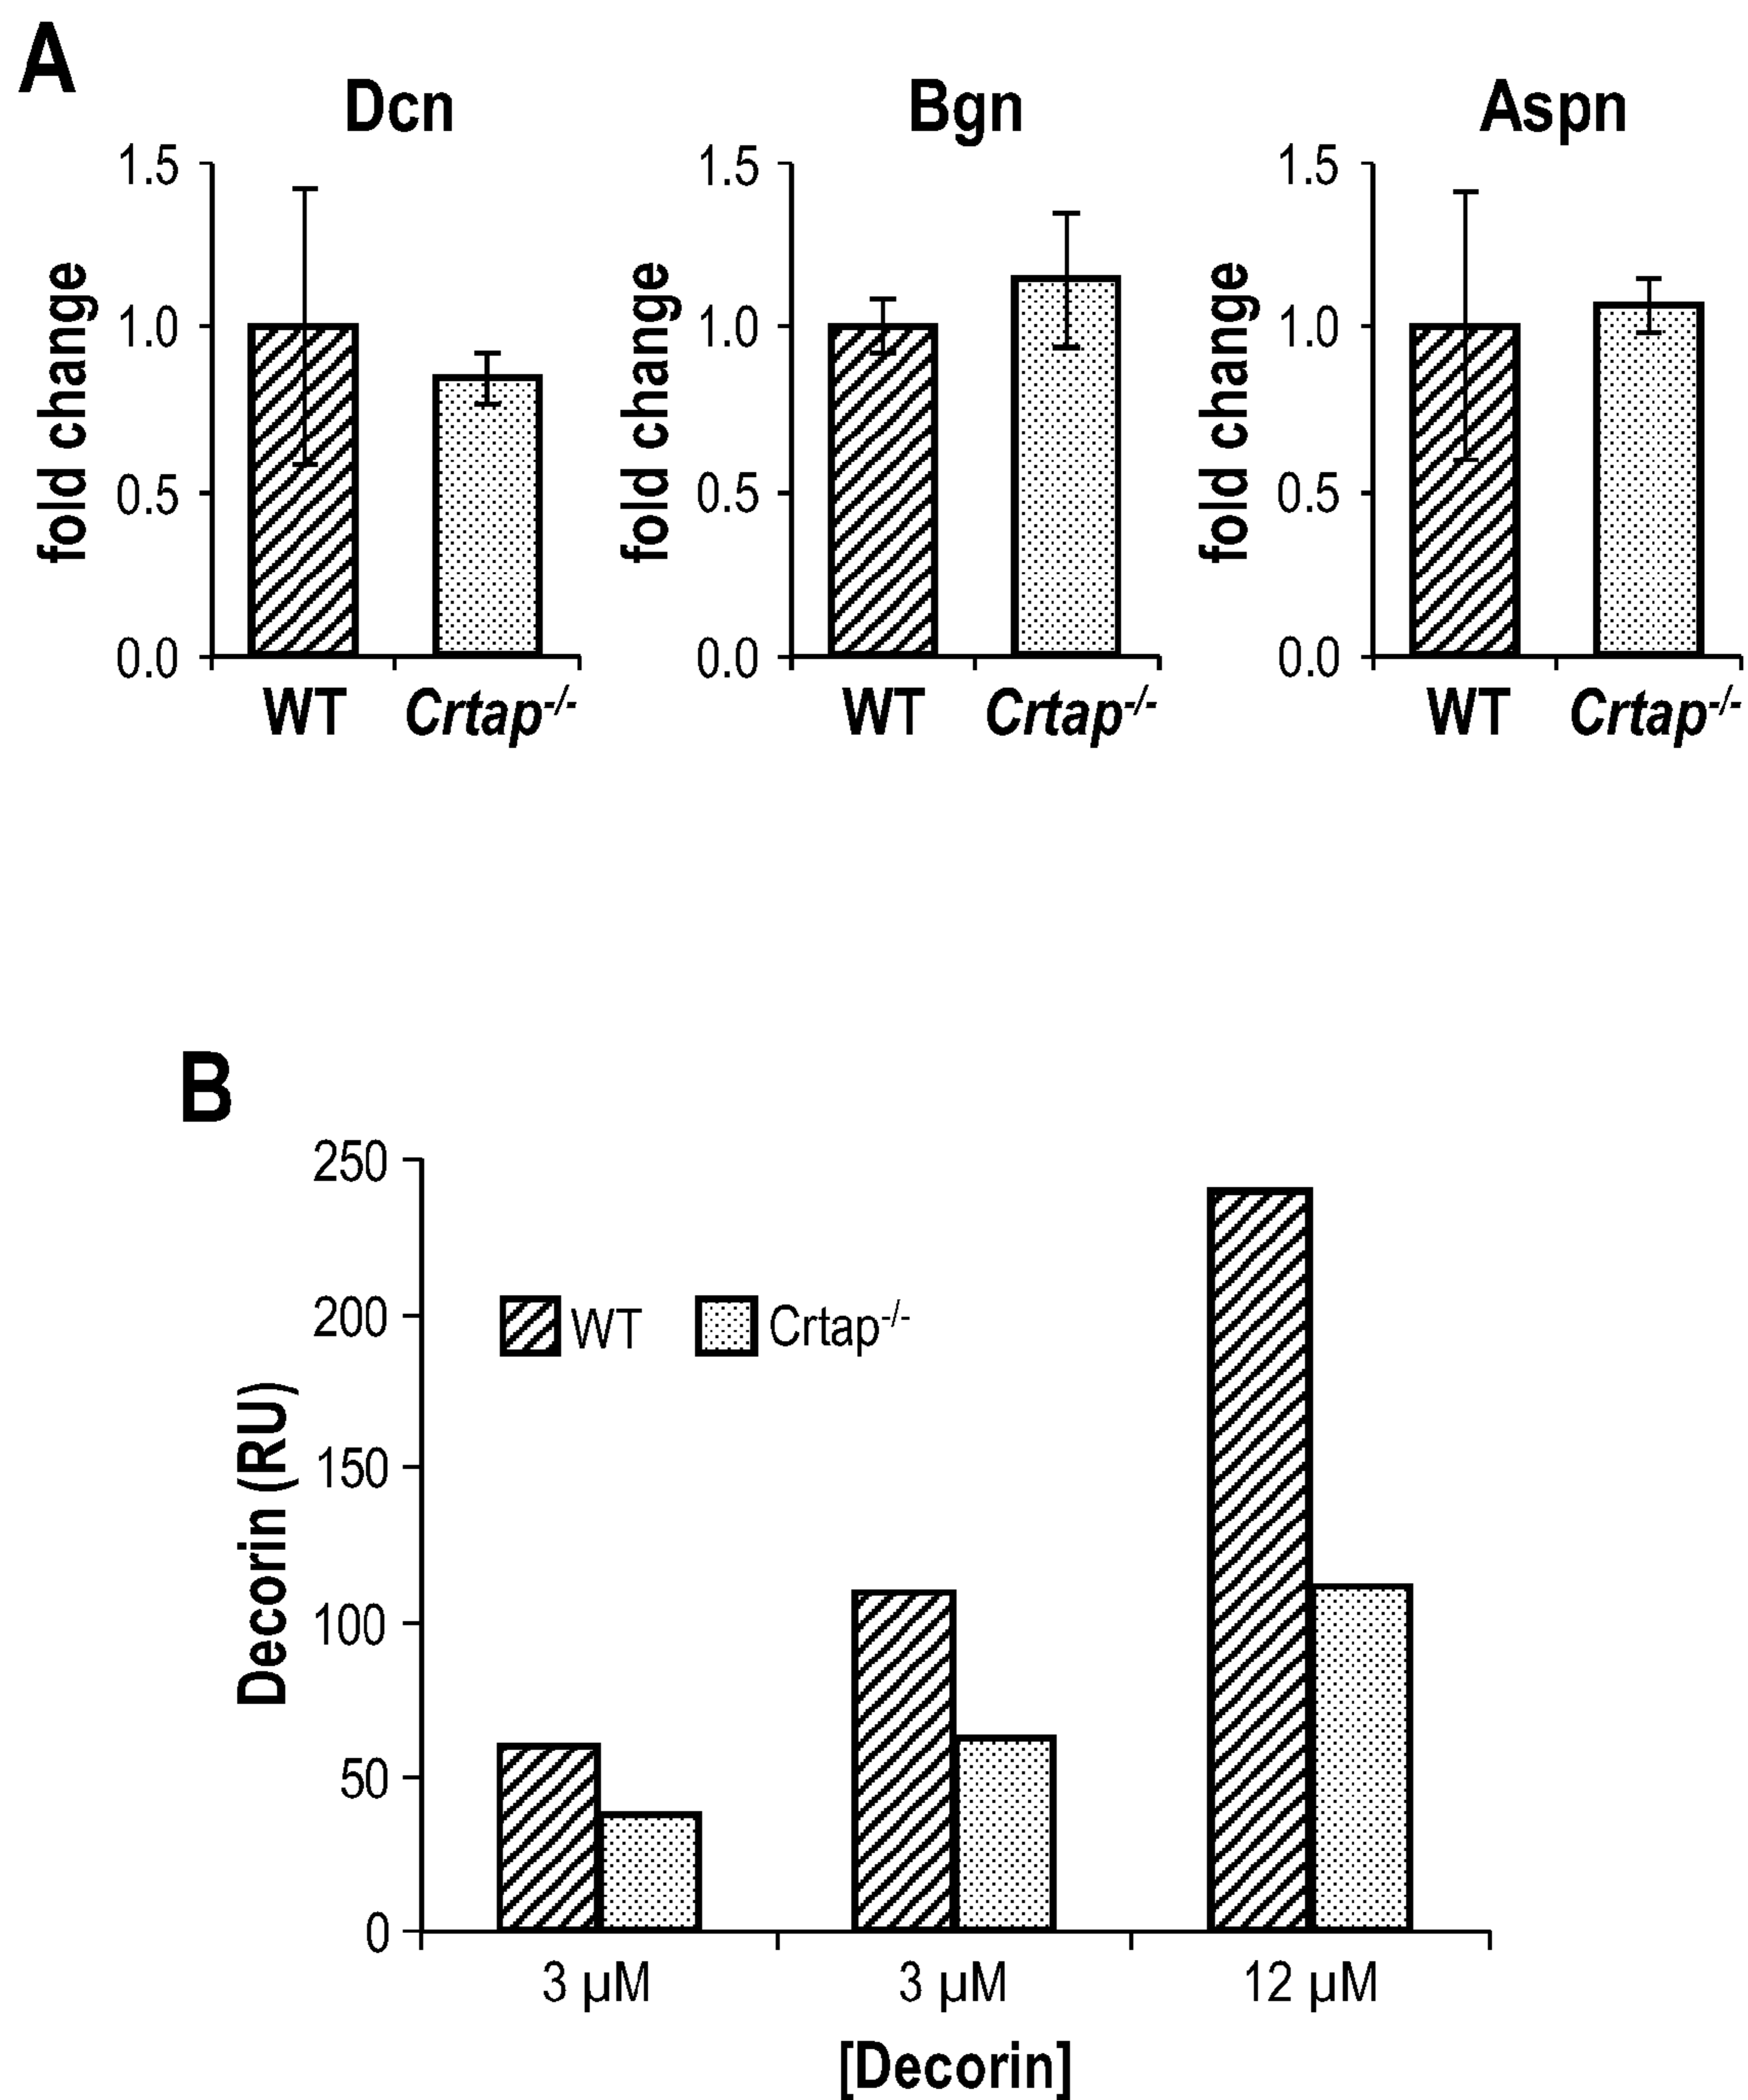 A
Dcn
Bgn
Aspn
1.5
1.0
0.5
0.0
fold change
WT
Crtap-/-
1.5
1.0
0.5
0.0
fold change
WT
Crtap-/-
1.5
1.0
0.5
0.0
fold change
WT
Crtap-/-
B
250
200
150
100
50
0
Decorin (RU)
WT
Crtap-/-
3 µM
3 µM
12 µM
[Decorin]